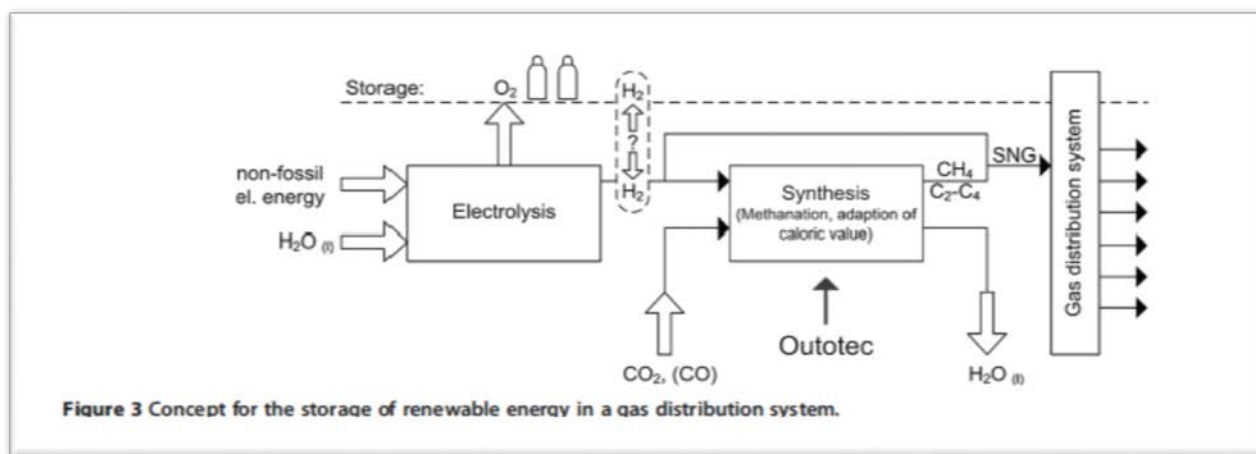 Storage:
O₂
H₂
?
H₂
non-fossil
el. energy
H₂O (l)
Electrolysis
Synthesis
(Methanation, adaption of
caloric value)
CH₄
C₂-C₄
SNG
Gas distribution system
Outotec
CO₂, (CO)
H₂O (l)
Figure 3 Concept for the storage of renewable energy in a gas distribution system.